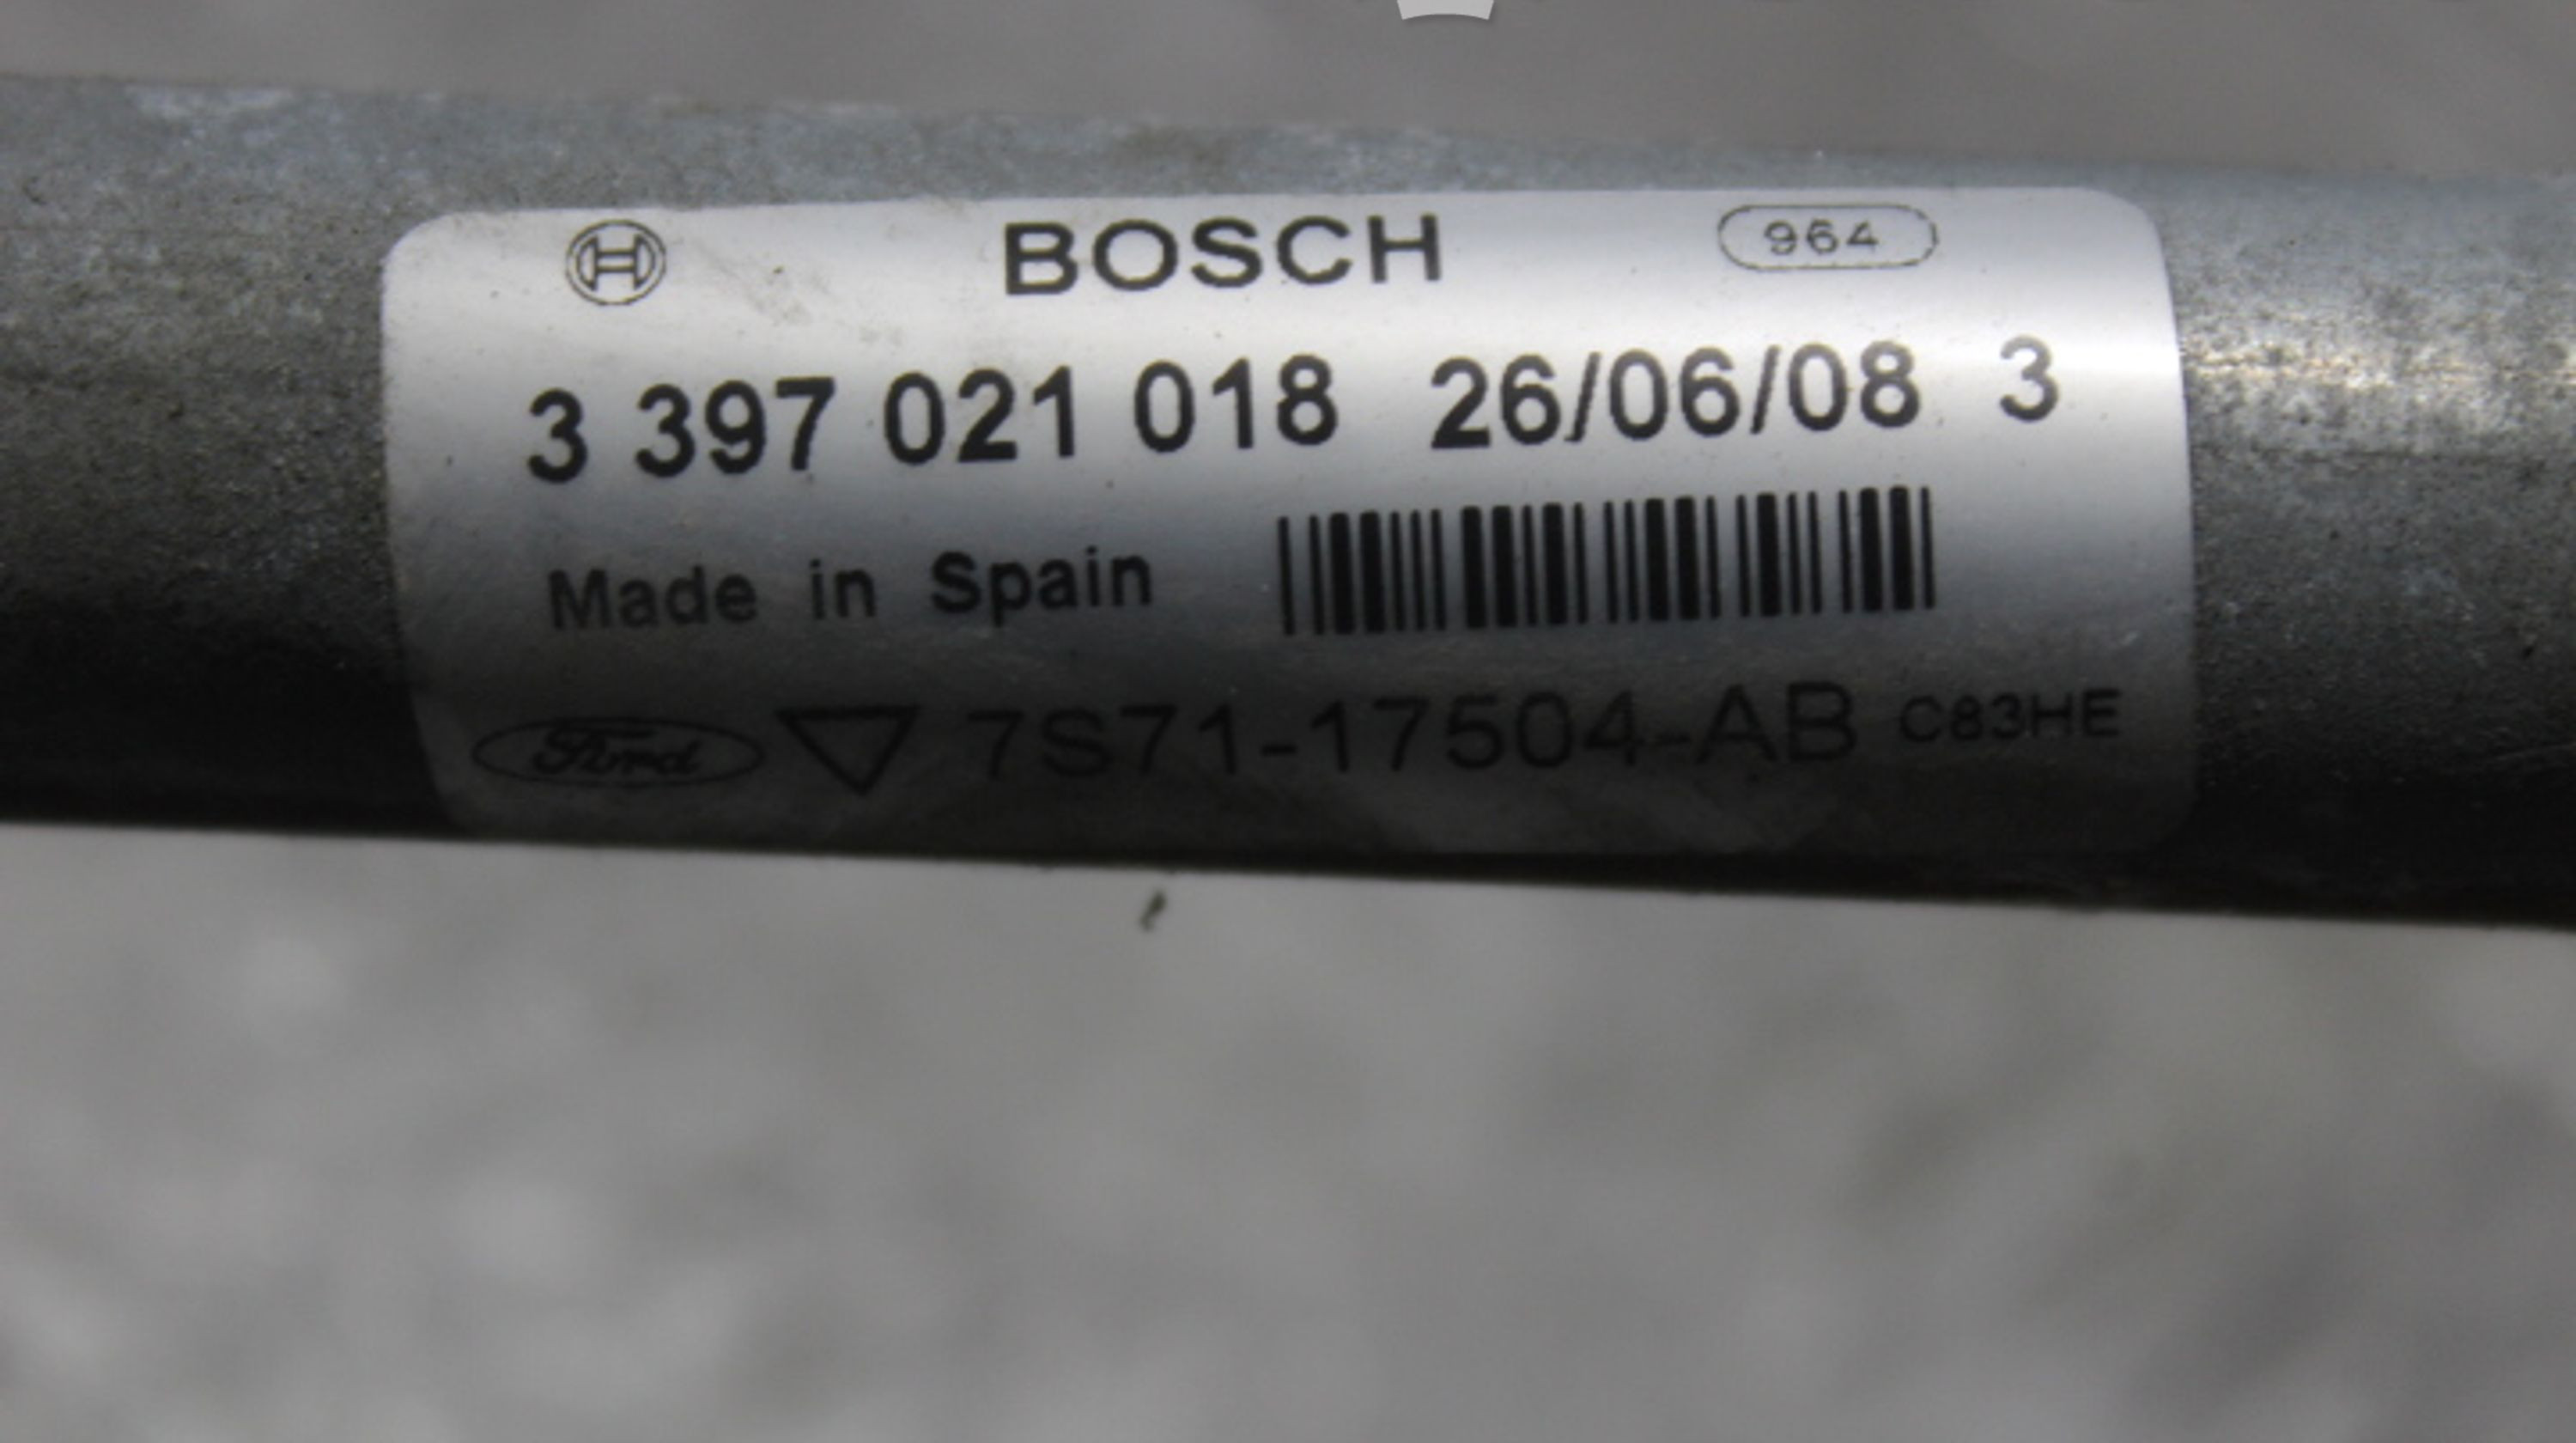 BOSCH 964
3 397 021 018 26/06/08 3
Made in Spain
Ford 7S71-17504-AB C83HE